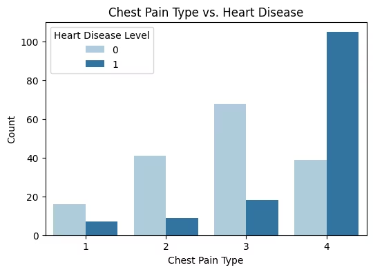 Chest Pain Type vs. Heart Disease
Heart Disease Level
0
1
100
80
60
40
20
0
Count
1 2 3 4
Chest Pain Type